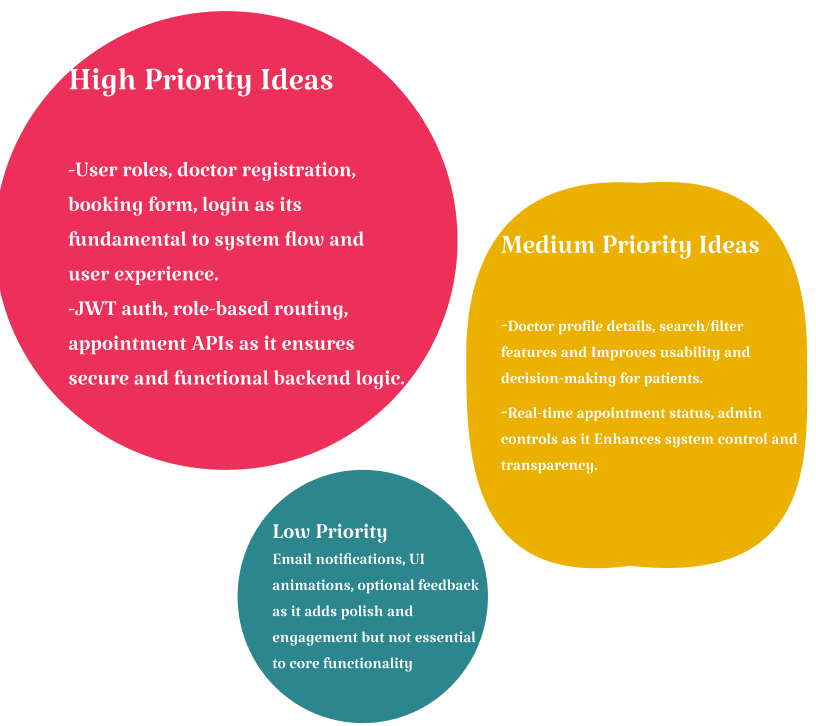 High Priority Ideas
-User roles, doctor registration,
booking form, login as its
fundamental to system flow and
user experience.
-JWT auth, role-based routing,
appointment APIs as it ensures
secure and functional backend logic.
Medium Priority Ideas
-Doctor profile details, search/filter
features and Improves usability and
decision-making for patients.
-Real-time appointment status, admin
controls as it Enhances system control and
transparency.
Low Priority
Email notifications, UI
animations, optional feedback
as it adds polish and
engagement but not essential
to core functionality